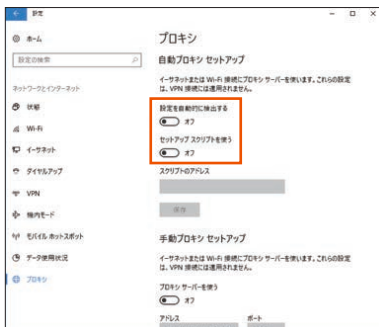 設定
ホーム
設定の検索
ネットワークとインターネット
状態
Wi-Fi
イーサネット
ダイヤルアップ
VPN
機内モード
モバイル ホットスポット
データ使用状況
プロキシ
プロキシ
自動プロキシ セットアップ
イーサネットまたは Wi-Fi 接続にプロキシ サーバーを使います。これらの設定
は、VPN 接続には適用されません。
設定を自動的に検出する
オフ
セットアップ スクリプトを使う
オフ
スクリプトのアドレス
保存
手動プロキシ セットアップ
イーサネットまたは Wi-Fi 接続にプロキシ サーバーを使います。これらの設定
は、VPN 接続には適用されません。
プロキシ サーバーを使う
オフ
アドレス ポート